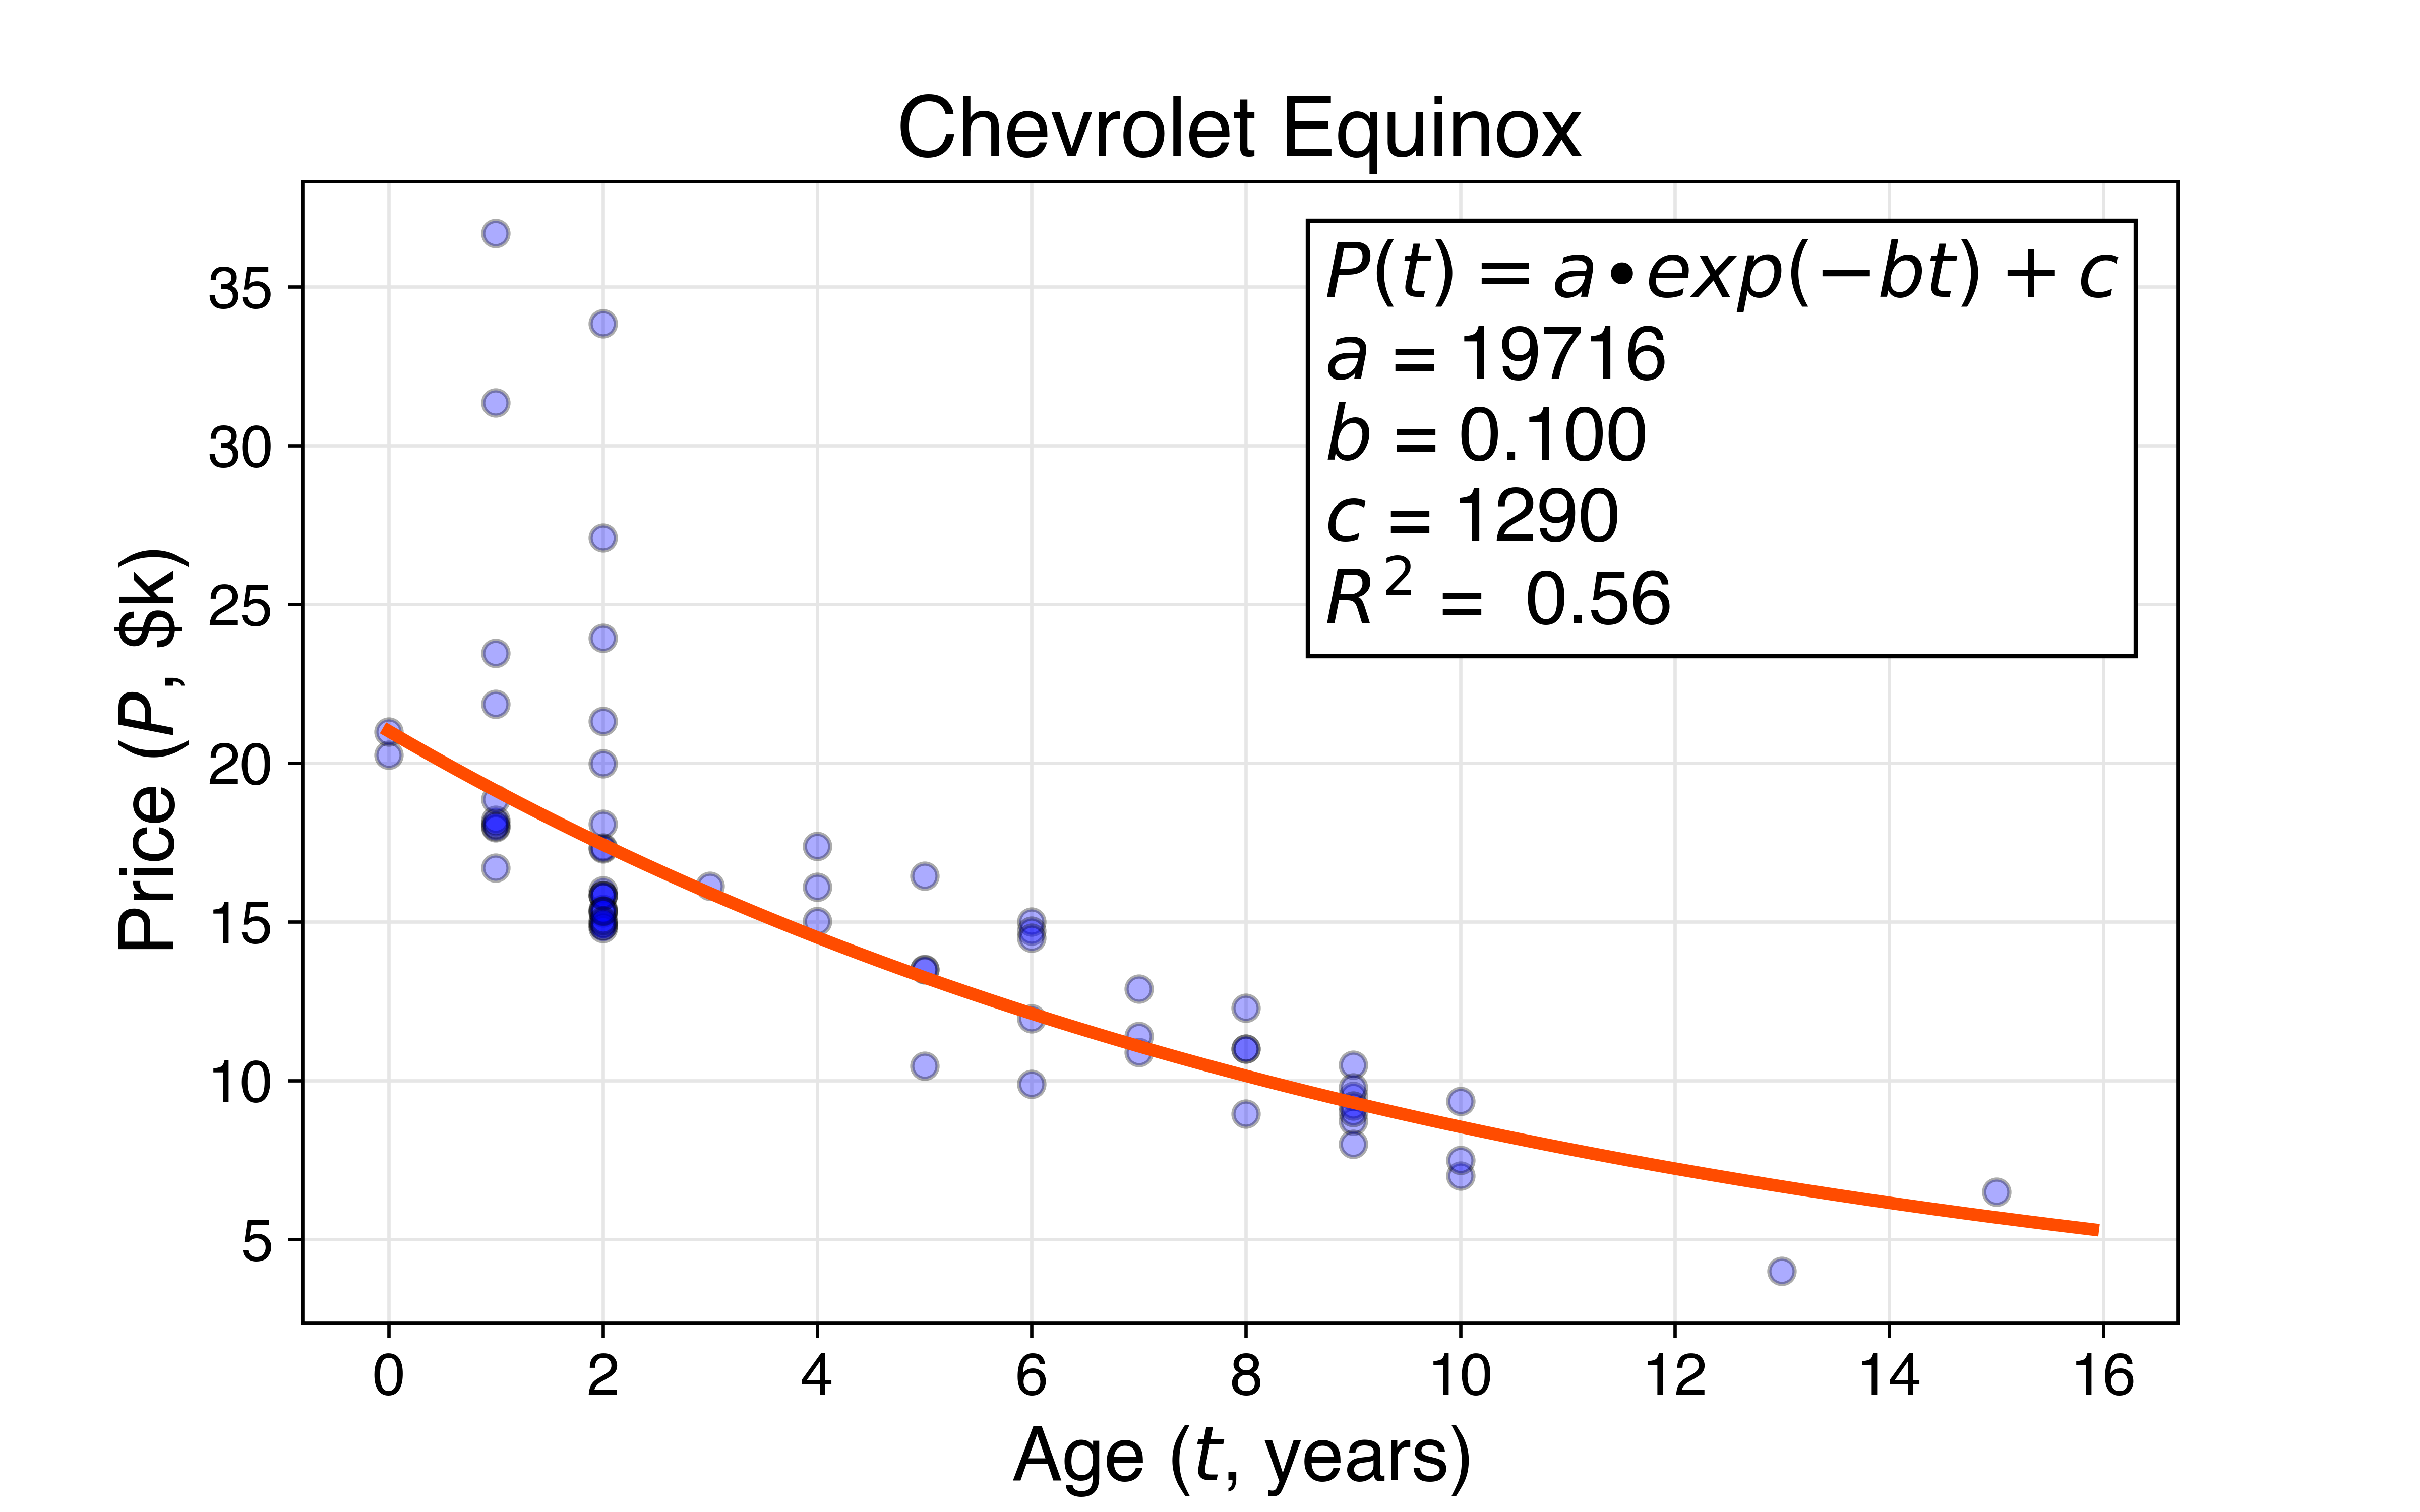 Chevrolet Equinox
P(t) = a•exp(−bt) + c
a = 19716
b = 0.100
c = 1290
R² = 0.56
Price (P, $k)
35
30
25
20
15
10
5
0 2 4 6 8 10 12 14 16
Age (t, years)